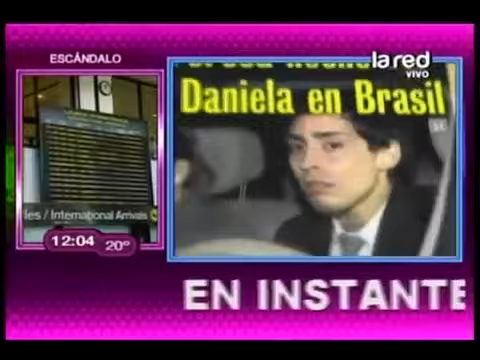 ESCÁNDALO
la red
vivo
Daniela en Brasil
les / International Arrivals
12:04 20°
EN INSTANTE